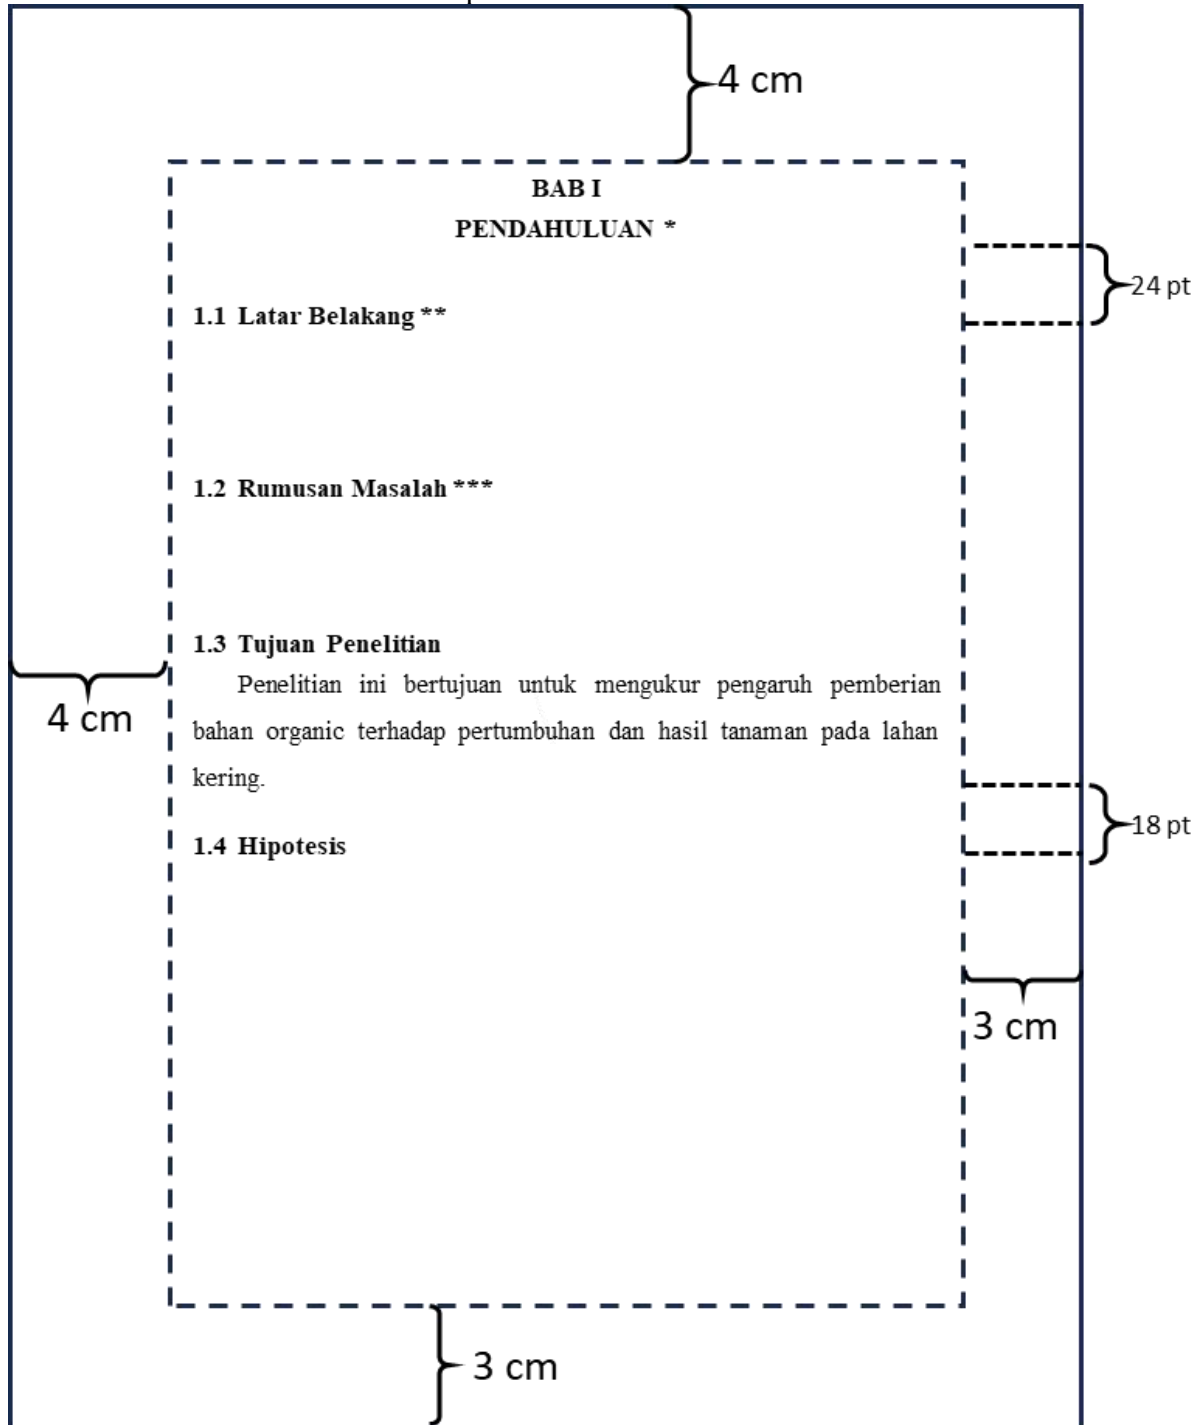 4 cm
BAB I
PENDAHULUAN *
24 pt
1.1 Latar Belakang **
1.2 Rumusan Masalah ***
1.3 Tujuan Penelitian
Penelitian ini bertujuan untuk mengukur pengaruh pemberian
bahan organic terhadap pertumbuhan dan hasil tanaman pada lahan
kering.
4 cm
18 pt
1.4 Hipotesis
3 cm
3 cm